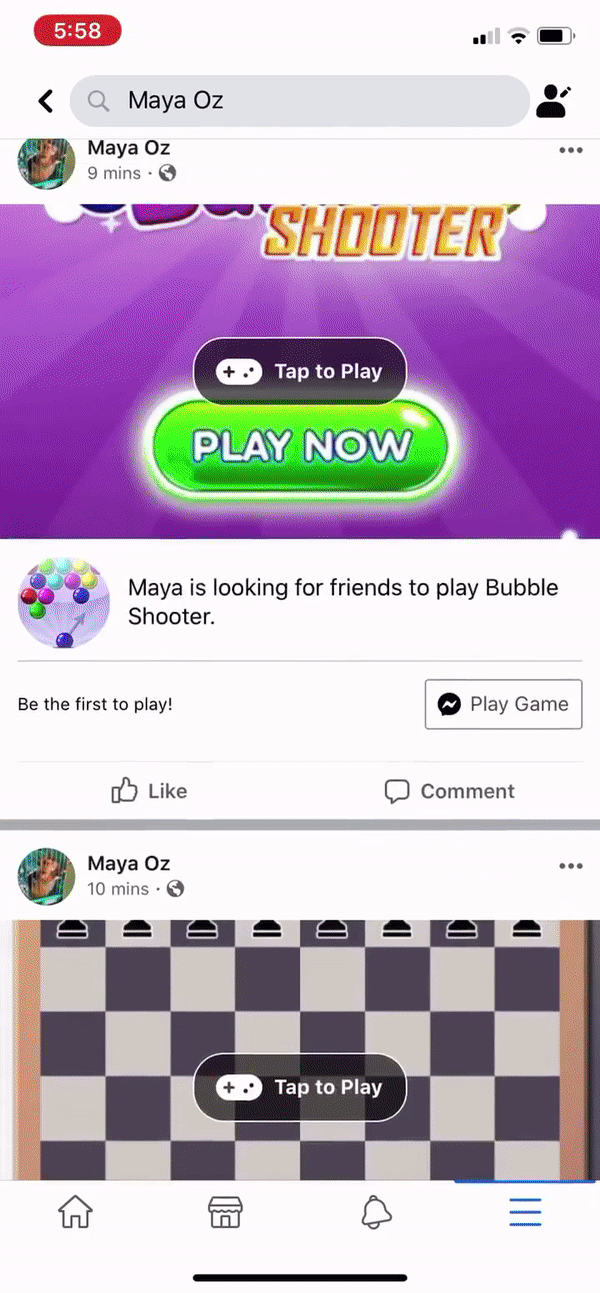 5:58
Maya Oz
Maya Oz
9 mins ·
SHOOTER
Tap to Play
PLAY NOW
Maya is looking for friends to play Bubble
Shooter.
Be the first to play!
Play Game
Like
Comment
Maya Oz
10 mins ·
Tap to Play